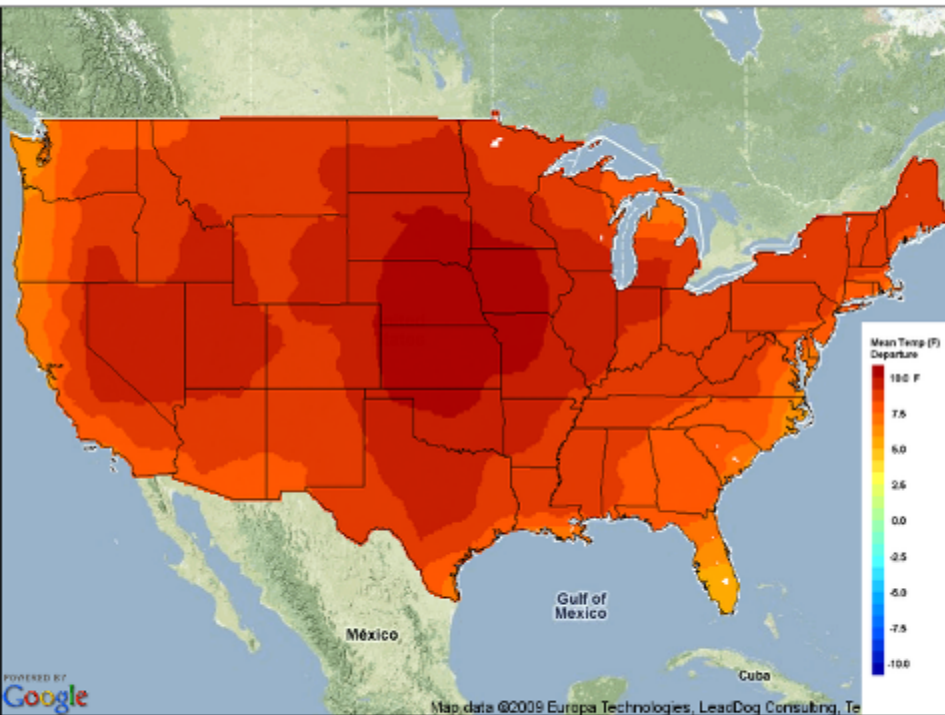 Mean Temp (F)
Departure
10.0 F
7.5
5.0
2.5
0.0
-2.5
-5.0
-7.5
-10.0
Gulf of
Mexico
México
Cuba
POWERED BY
Google
Map data ©2009 Europa Technologies, LeadDog Consulting, Te